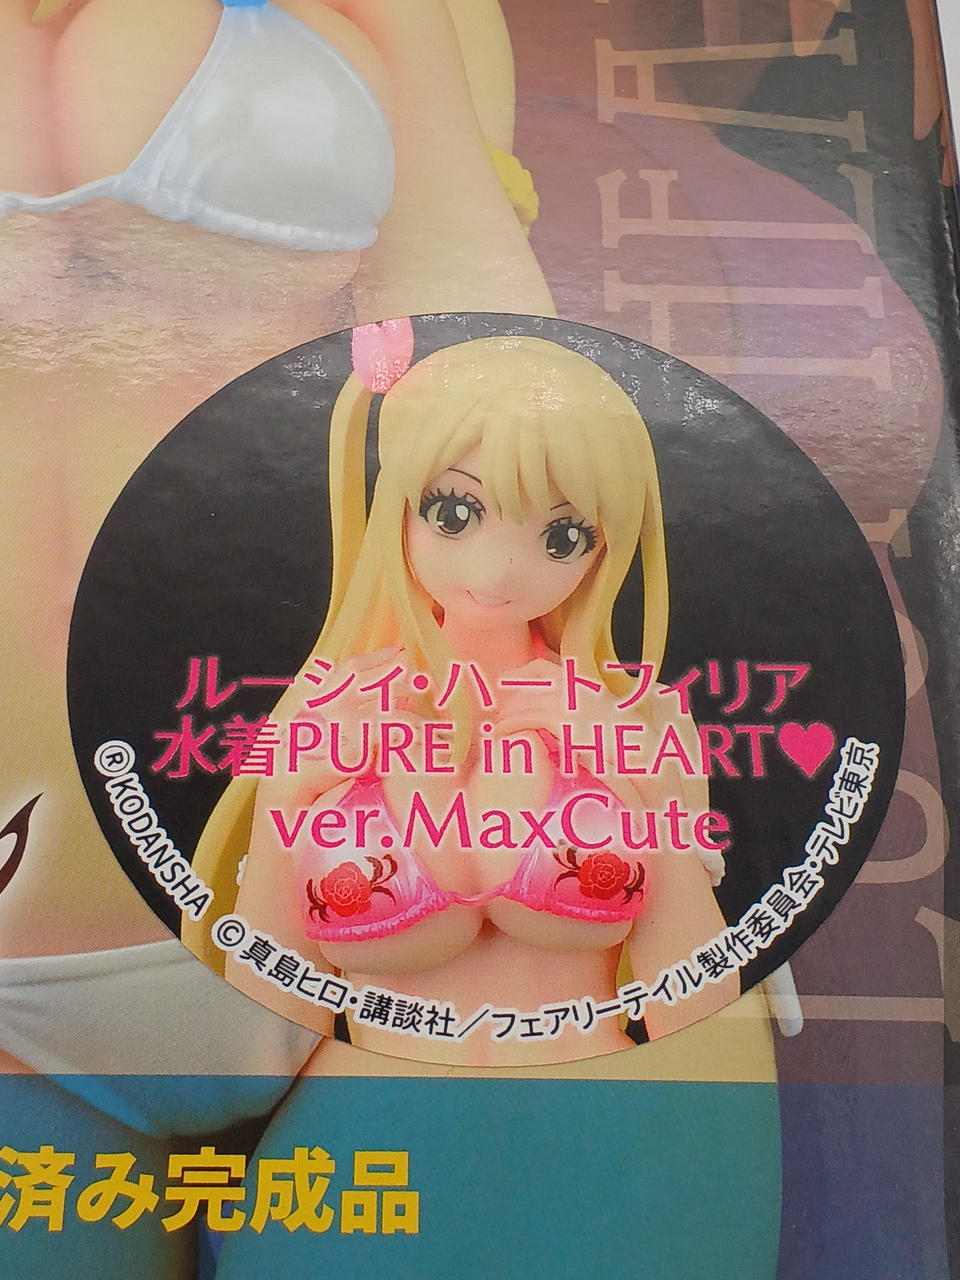 ルーシィ・ハートフィリア
水着PURE in HEART♥
ver.MaxCute
®KODANSHA ©真島ヒロ・講談社／フェアリーテイル製作委員会・テレビ東京
済み完成品